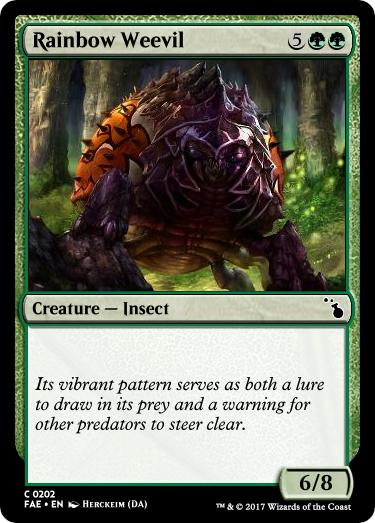 Rainbow Weevil 5
Creature — Insect
Its vibrant pattern serves as both a lure
to draw in its prey and a warning for
other predators to steer clear.
6/8
C 0202
FAE • EN Herckeim (DA)
™ & © 2017 Wizards of the Coast